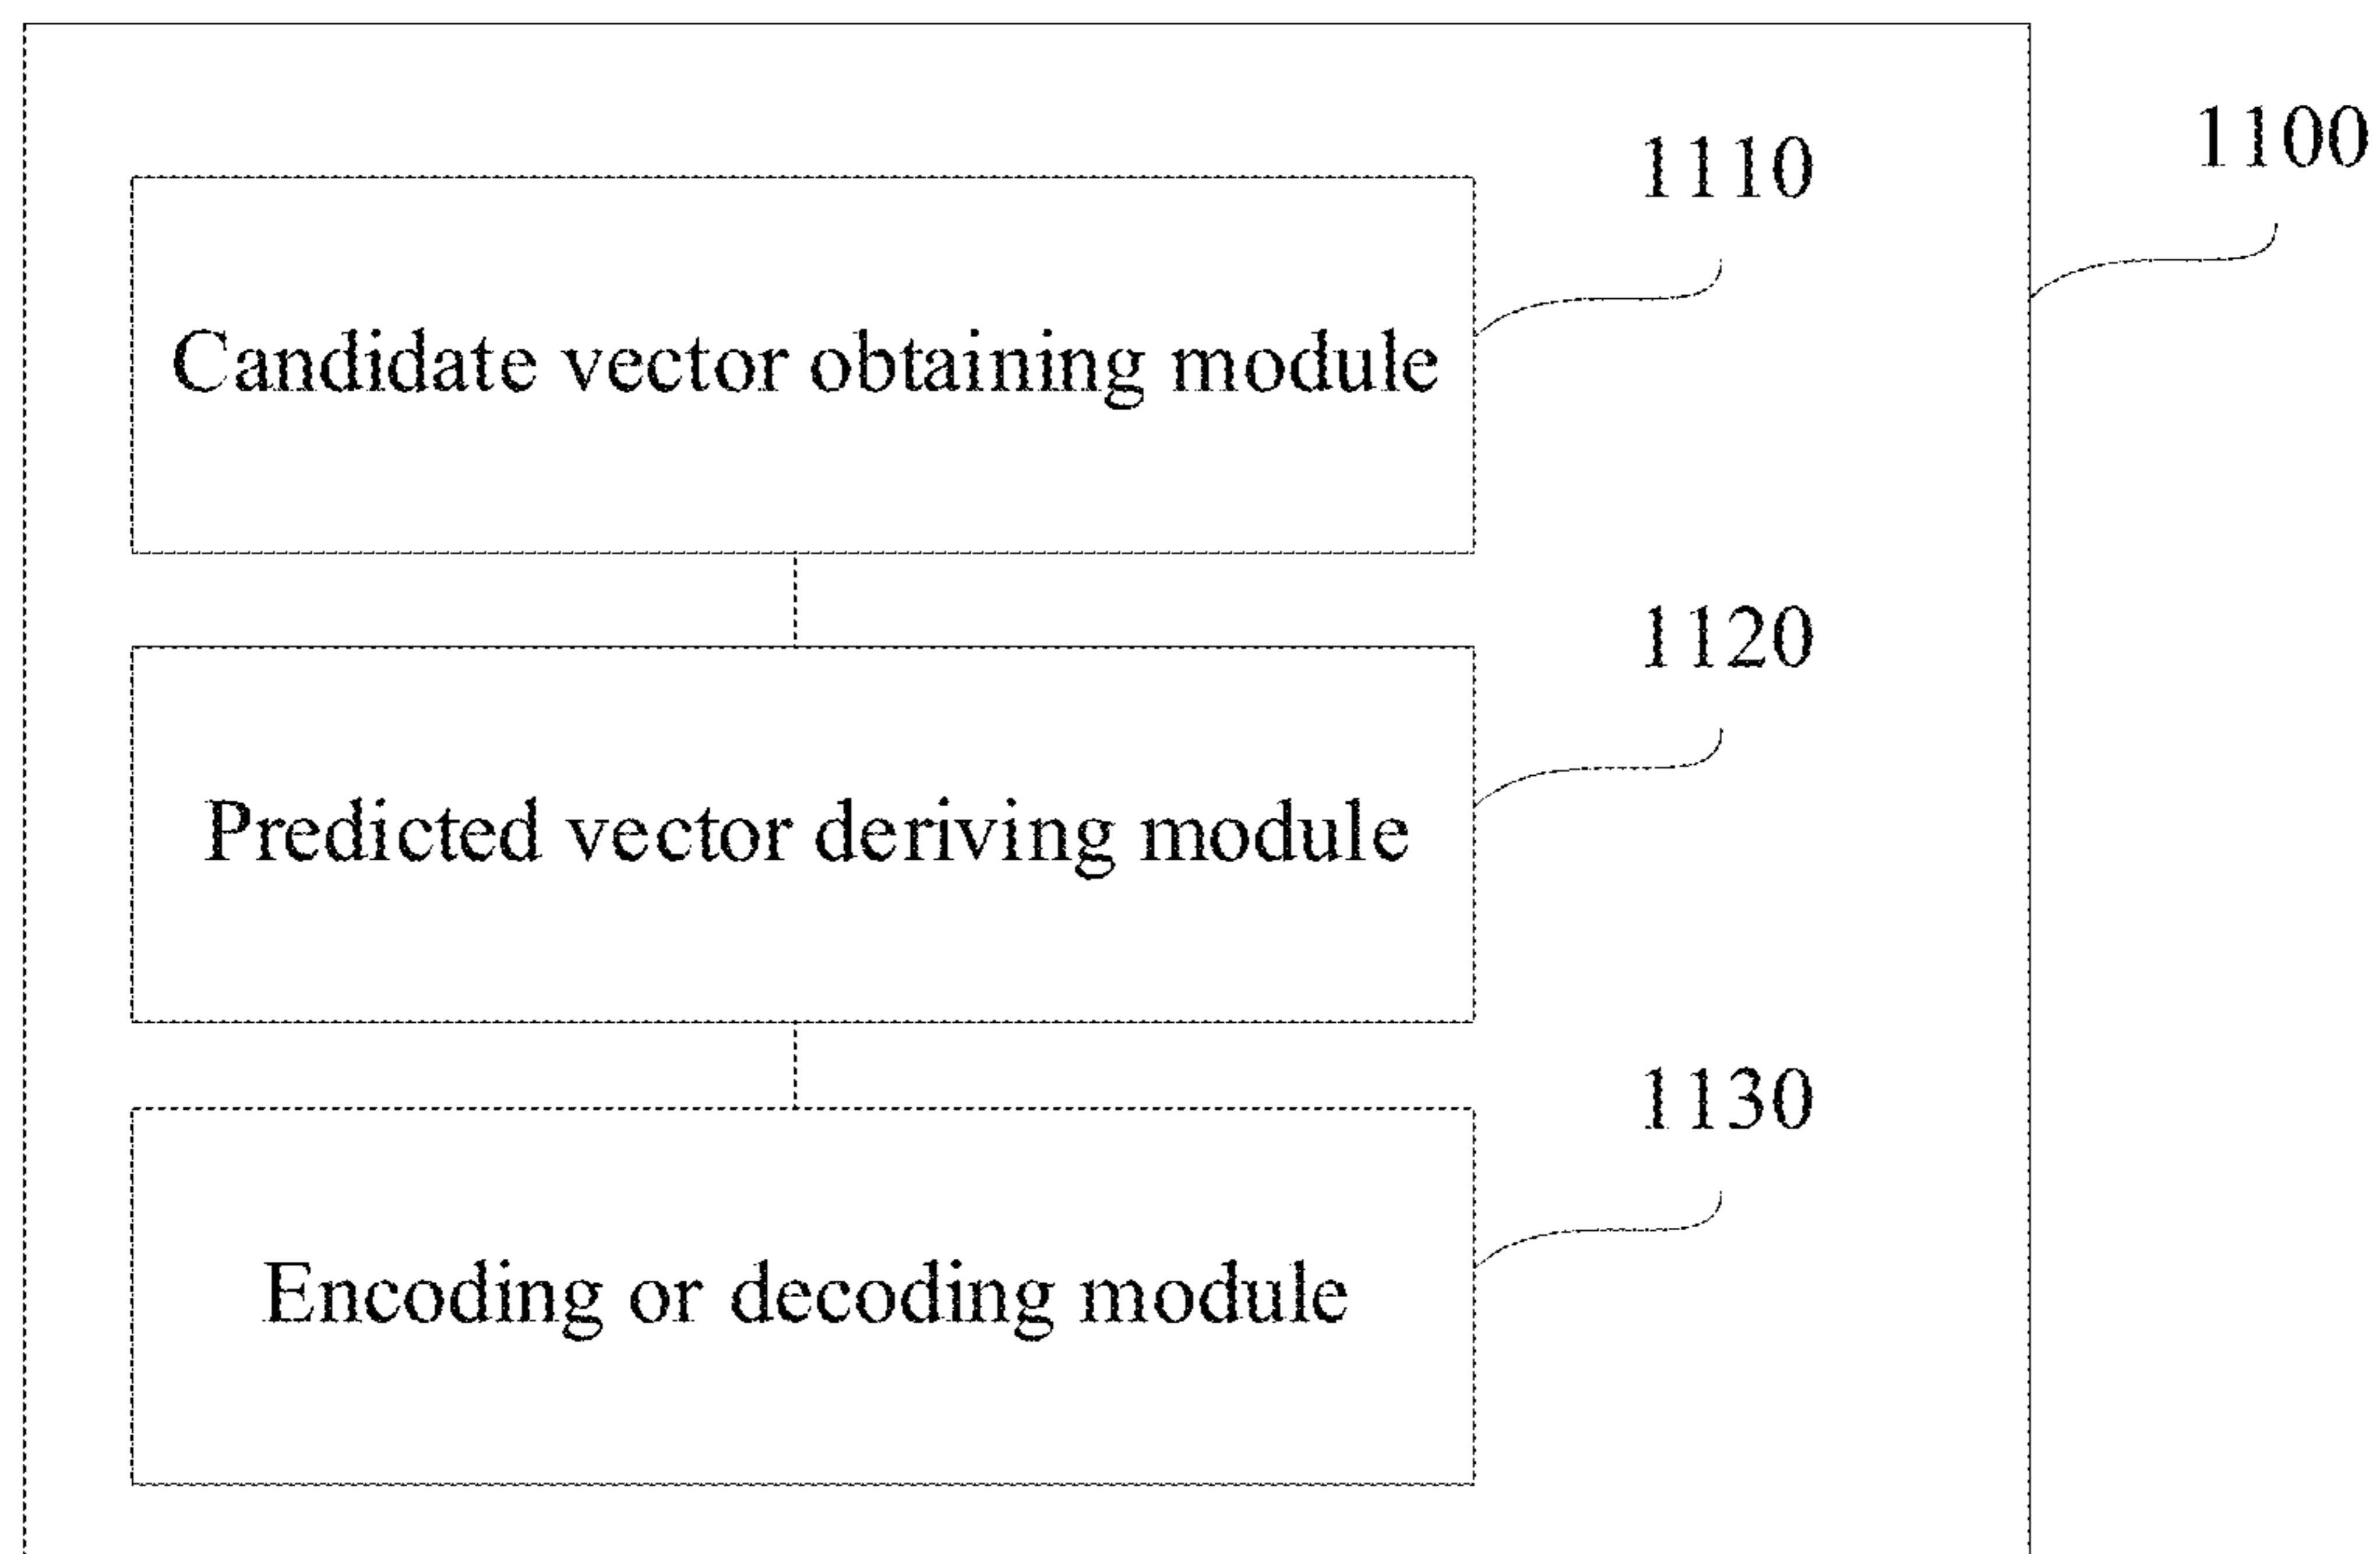 1100
1110
Candidate vector obtaining module
1120
Predicted vector deriving module
1130
Encoding or decoding module